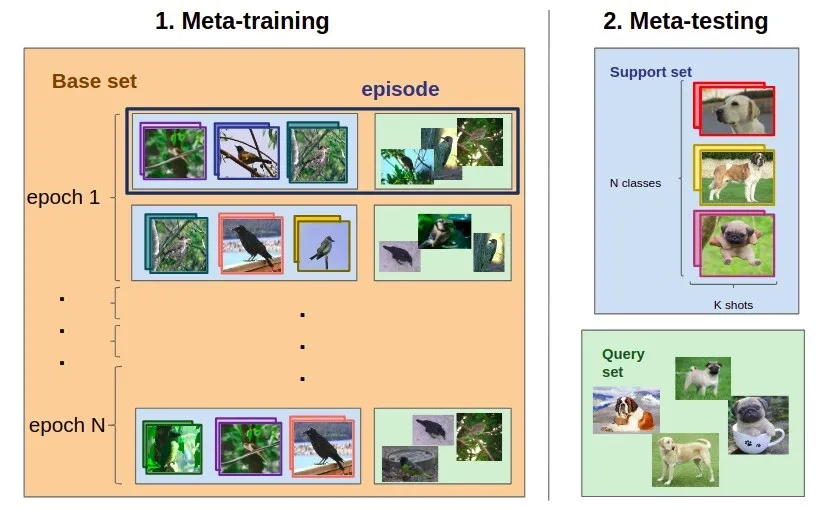 1. Meta-training
2. Meta-testing
Base set
episode
epoch 1
epoch N
Support set
N classes
K shots
Query
set